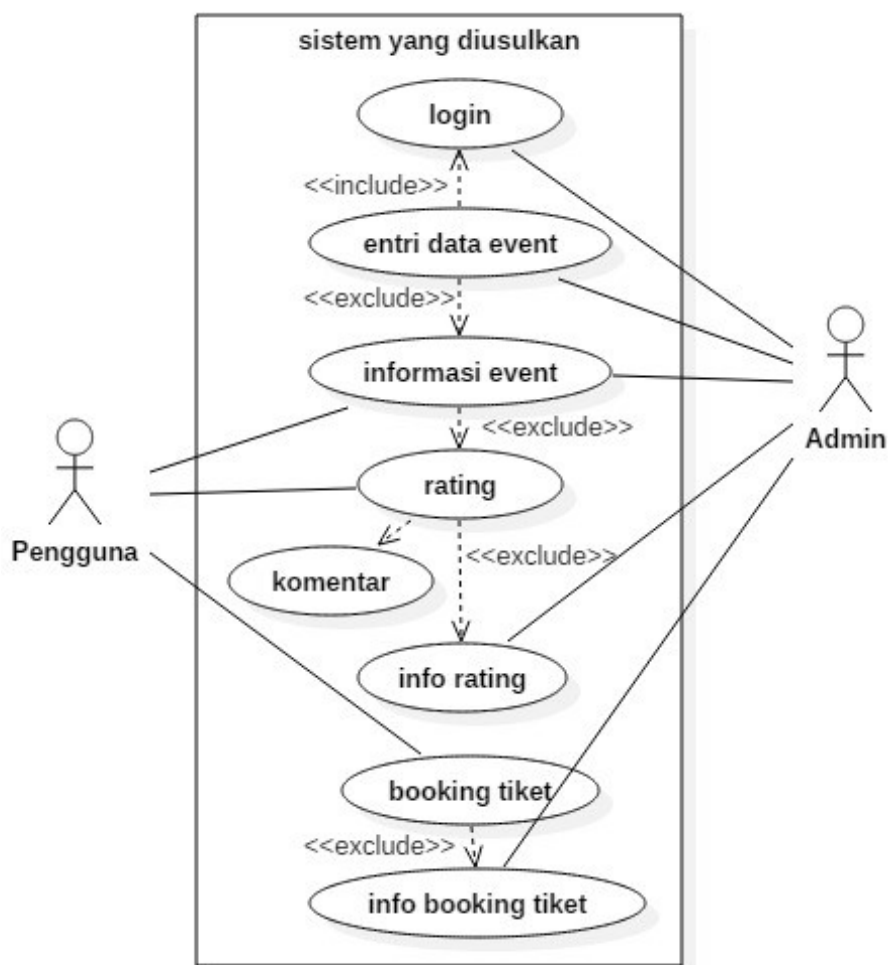 sistem yang diusulkan
login
<<include>>
entri data event
<<exclude>>
informasi event
<<exclude>>
Admin
rating
Pengguna
<<exclude>>
komentar
info rating
booking tiket
<<exclude>>
info booking tiket